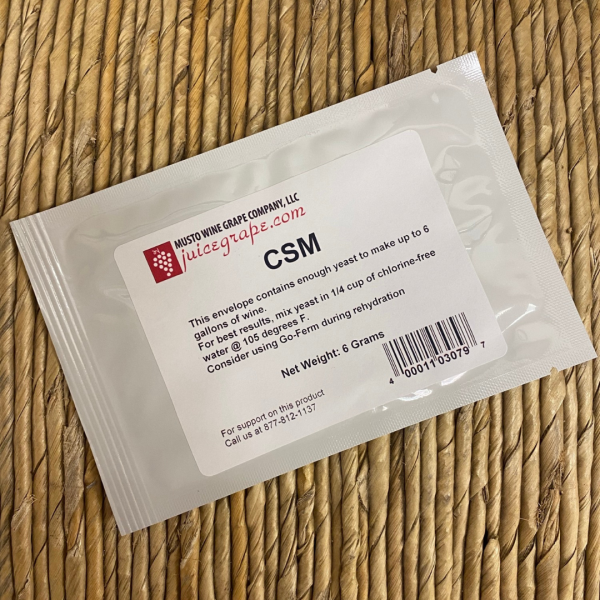 MUSTO WINE GRAPE COMPANY, LLC
juicegrape.com
CSM
This envelope contains enough yeast to make up to 6
gallons of wine.
For best results, mix yeast in 1/4 cup of chlorine-free
water @ 105 degrees F.
Consider using Go-Ferm during rehydration
Net Weight: 6 Grams
4 00011 03079 7
For support on this product
Call us at 877-812-1137